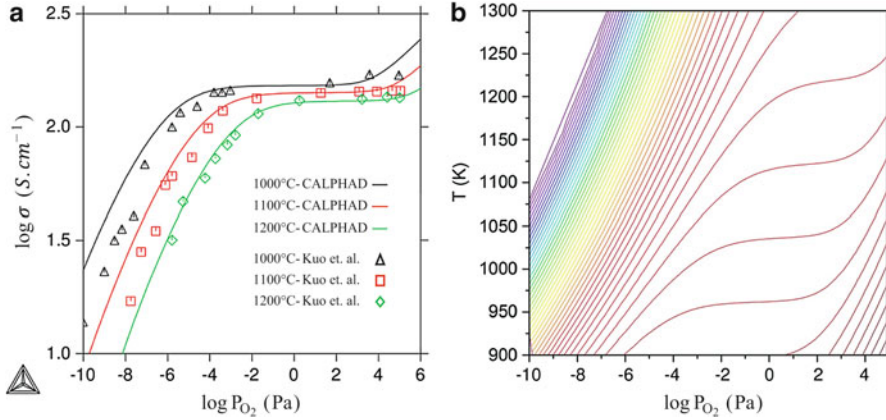 a
2.5
2.0
1.5
1.0
log σ (S.cm⁻¹)
1000°C- CALPHAD
1100°C- CALPHAD
1200°C- CALPHAD
1000°C- Kuo et. al.
1100°C- Kuo et. al.
1200°C- Kuo et. al.
-10 -8 -6 -4 -2 0 2 4 6
log P_O₂ (Pa)
b
1300
1250
1200
1150
1100
1050
1000
950
900
T (K)
-10 -8 -6 -4 -2 0 2 4
log P_O₂ (Pa)